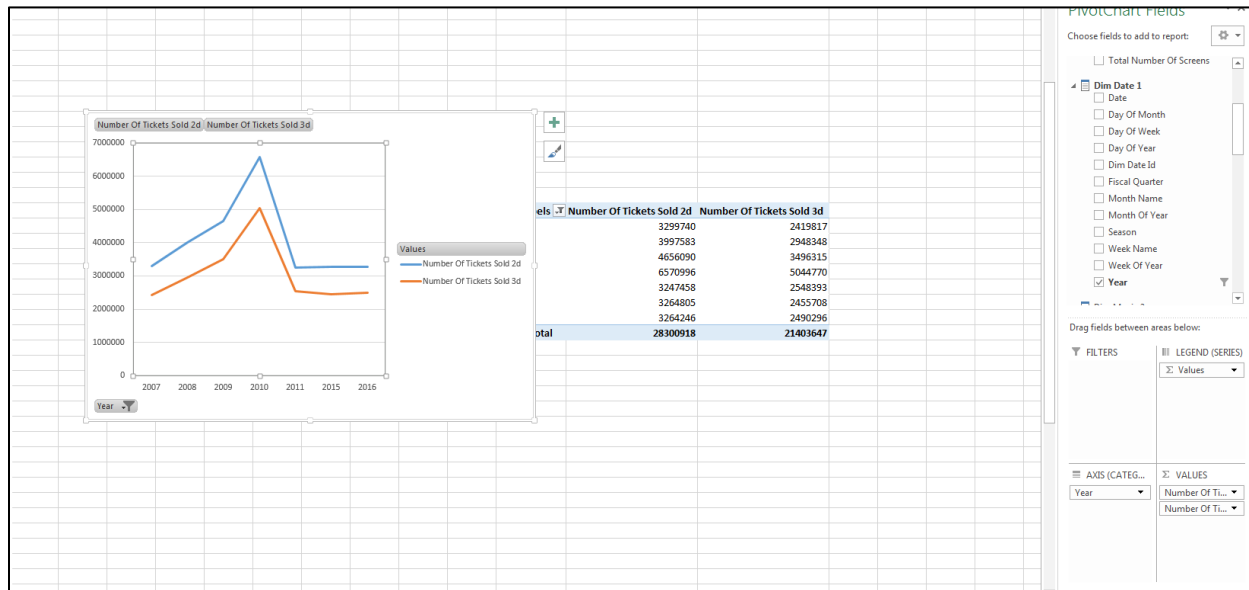 PivotChart Fields
Choose fields to add to report:
Total Number Of Screens
Dim Date 1
Date
Day Of Month
Day Of Week
Day Of Year
Dim Date Id
Fiscal Quarter
Month Name
Month Of Year
Season
Week Name
Week Of Year
Year
Drag fields between areas below:
FILTERS
LEGEND (SERIES)
Σ Values
AXIS (CATEG...
Σ VALUES
Year
Number Of Ti...
Number Of Ti...
Number Of Tickets Sold 2d Number Of Tickets Sold 3d
7000000
6000000
5000000
4000000
3000000
2000000
1000000
0
2007 2008 2009 2010 2011 2015 2016
Values
Number Of Tickets Sold 2d
Number Of Tickets Sold 3d
Year
els Number Of Tickets Sold 2d Number Of Tickets Sold 3d
3299740 2419817
3997583 2948348
4656090 3496315
6570996 5044770
3247458 2548393
3264805 2455708
3264246 2490296
otal 28300918 21403647